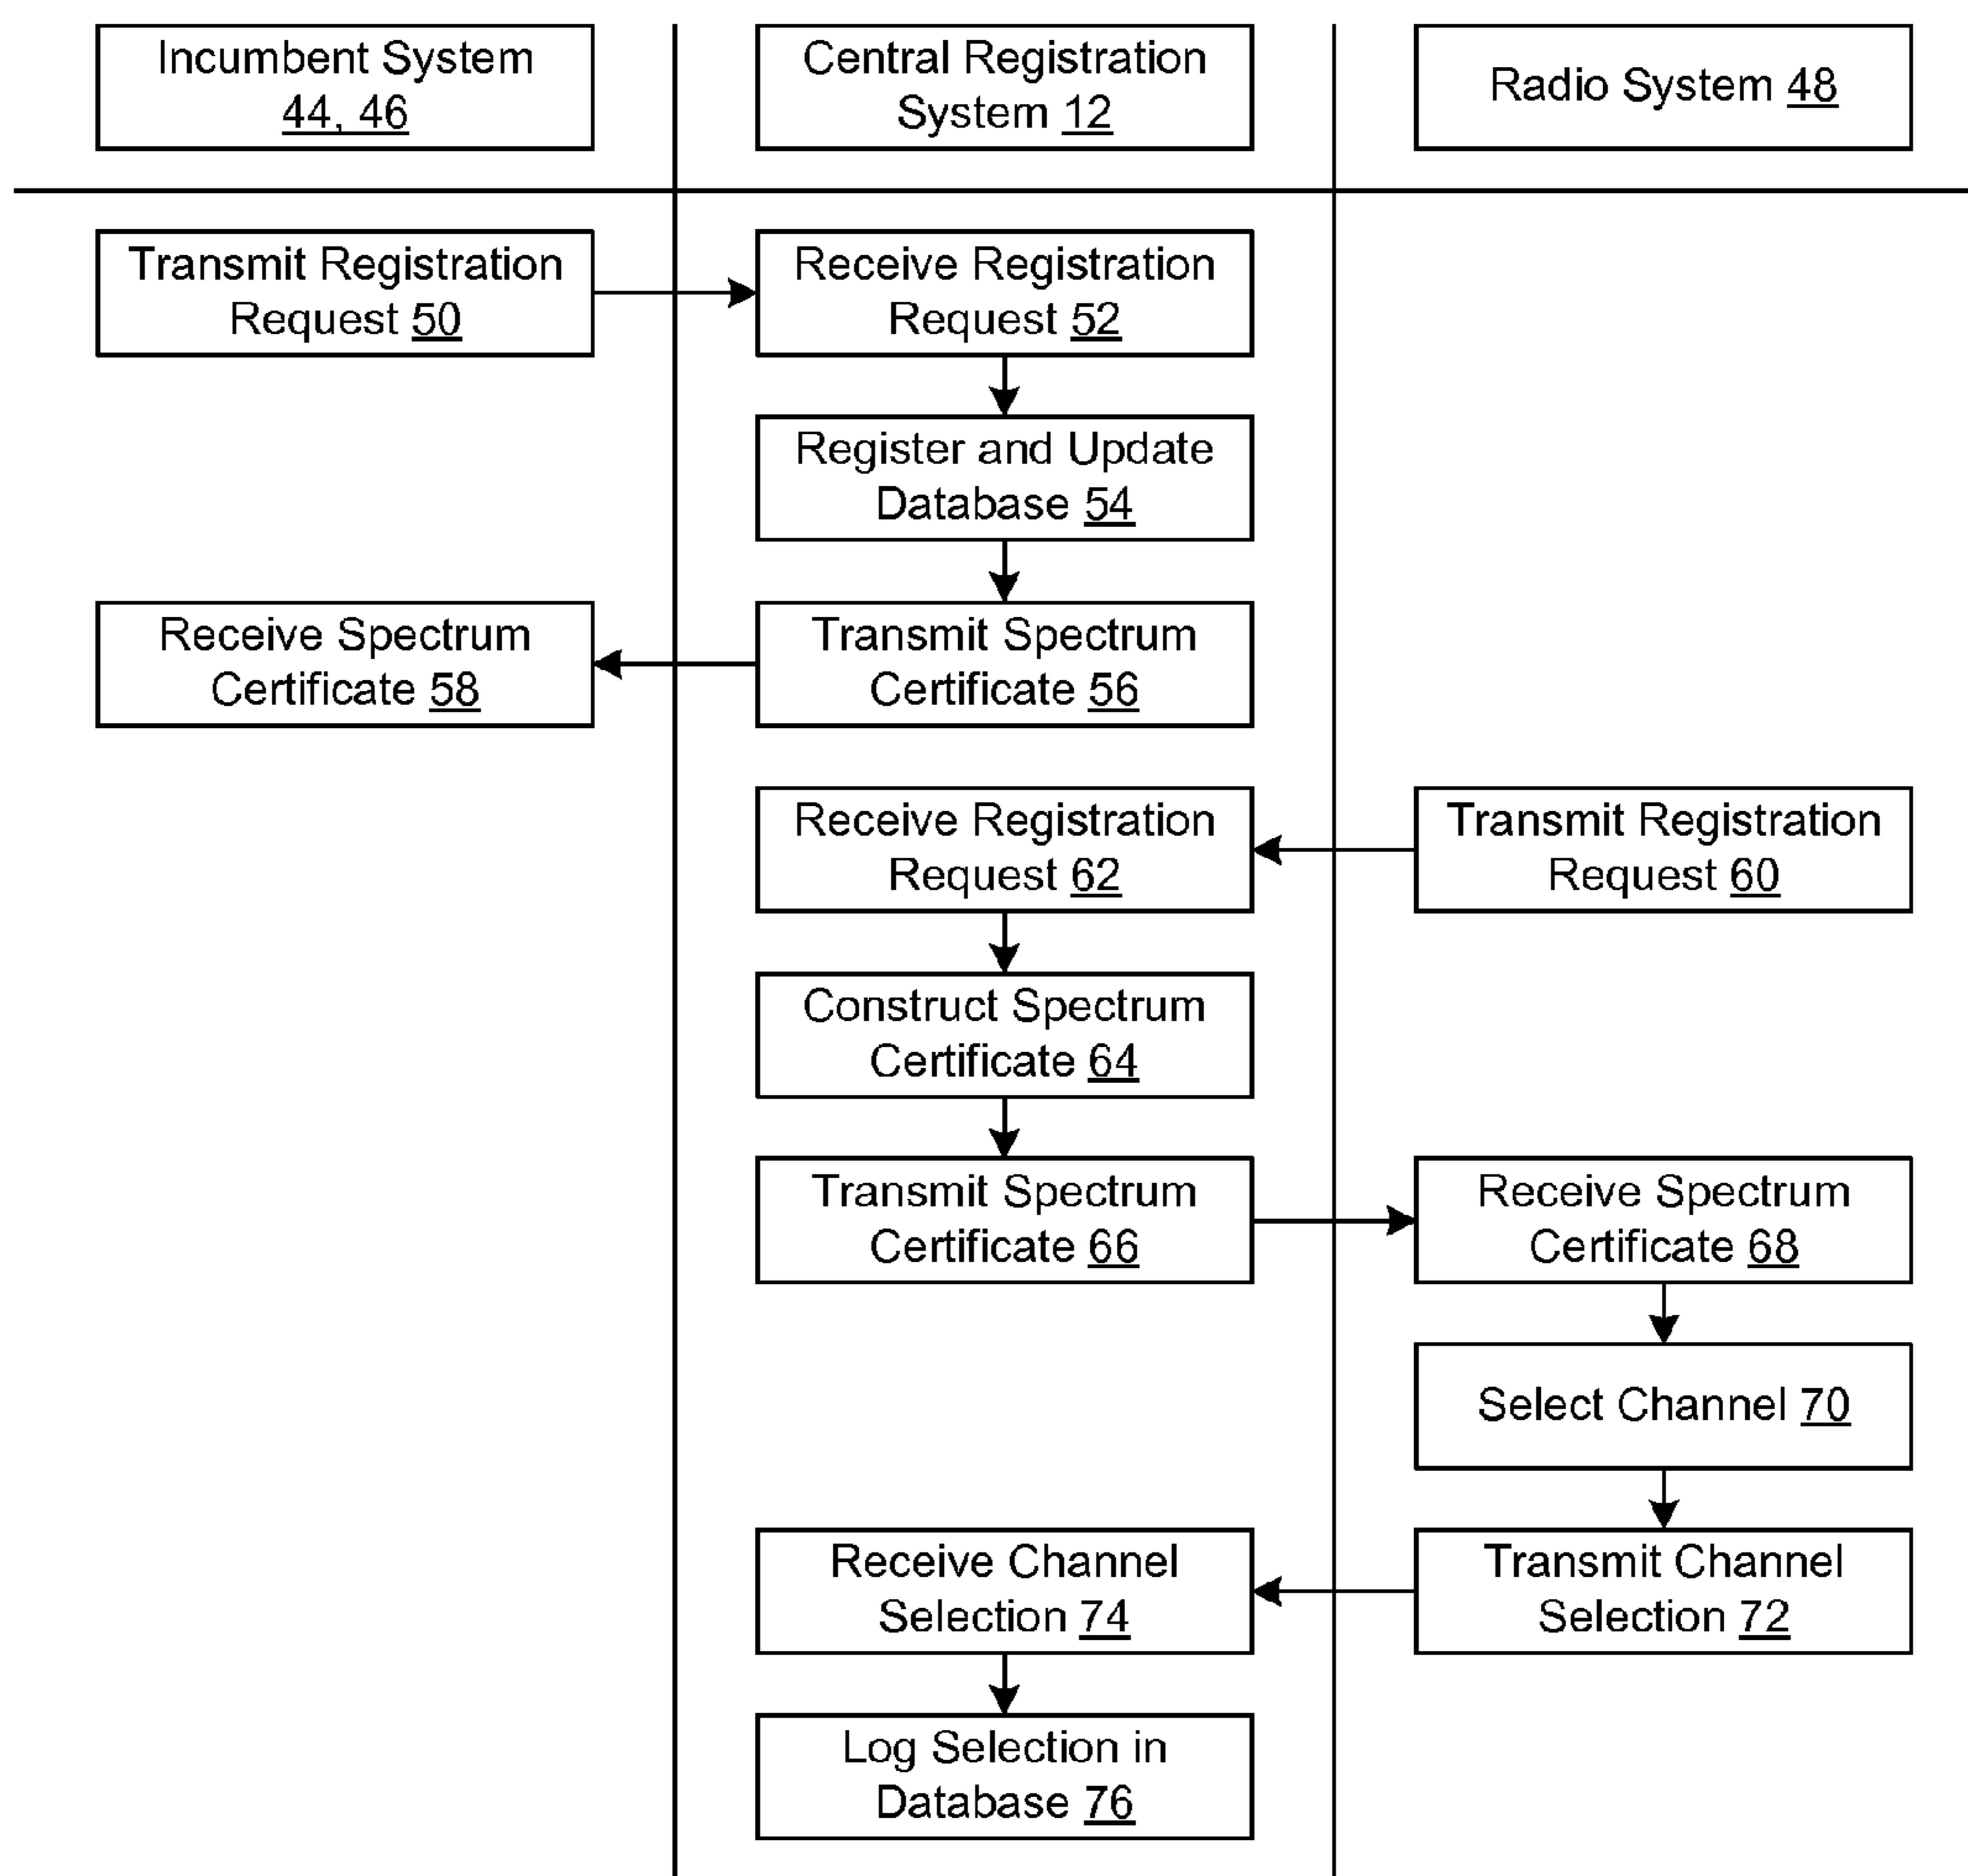 Incumbent System
44, 46
Central Registration
System 12
Radio System 48
Transmit Registration
Request 50
Receive Registration
Request 52
Register and Update
Database 54
Receive Spectrum
Certificate 58
Transmit Spectrum
Certificate 56
Receive Registration
Request 62
Transmit Registration
Request 60
Construct Spectrum
Certificate 64
Transmit Spectrum
Certificate 66
Receive Spectrum
Certificate 68
Select Channel 70
Receive Channel
Selection 74
Transmit Channel
Selection 72
Log Selection in
Database 76